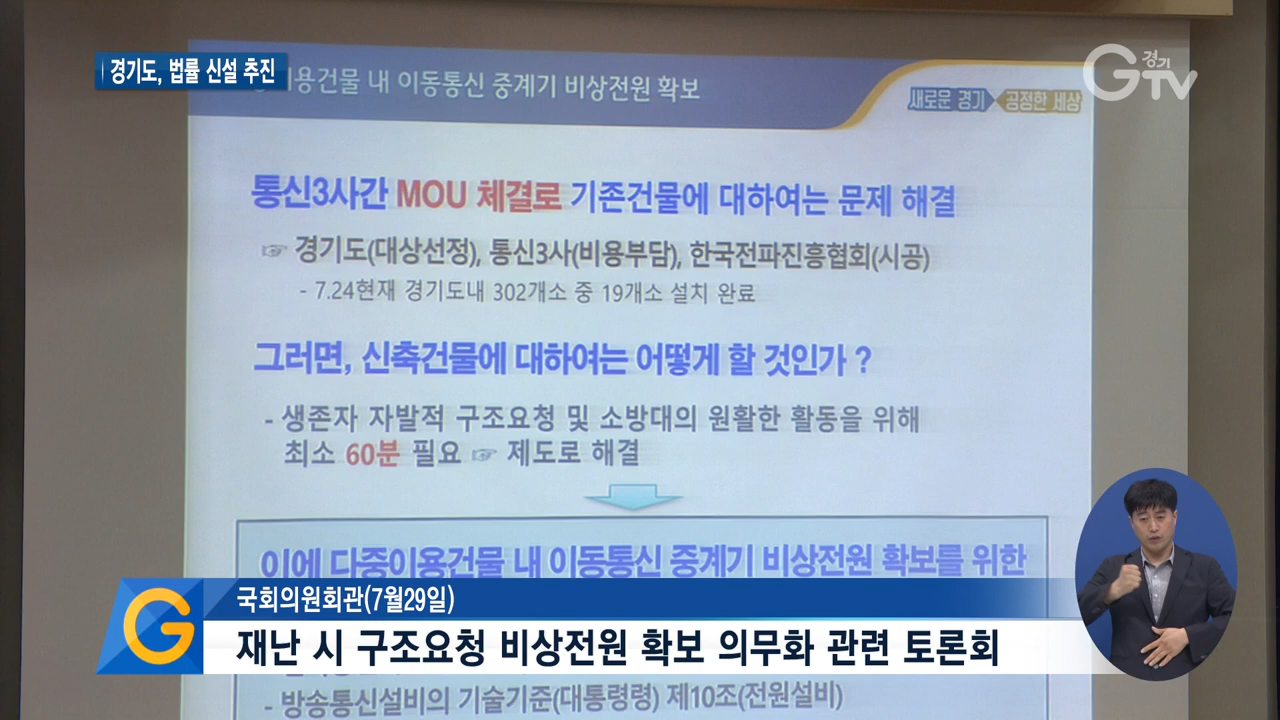 경기도, 법률 신설 추진
이용건물 내 이동통신 중계기 비상전원 확보
새로운 경기 공정한 세상
경기
GTV
통신3사간 MOU 체결로 기존건물에 대하여는 문제 해결
☞ 경기도(대상선정), 통신3사(비용부담), 한국전파진흥협회(시공)
- 7.24현재 경기도내 302개소 중 19개소 설치 완료
그러면, 신축건물에 대하여는 어떻게 할 것인가 ?
- 생존자 자발적 구조요청 및 소방대의 원활한 활동을 위해
최소 60분 필요 ☞ 제도로 해결
이에 다중이용건물 내 이동통신 중계기 비상전원 확보를 위한
G
국회의원회관(7월29일)
재난 시 구조요청 비상전원 확보 의무화 관련 토론회
- 방송통신설비의 기술기준(대통령령) 제10조(전원설비)